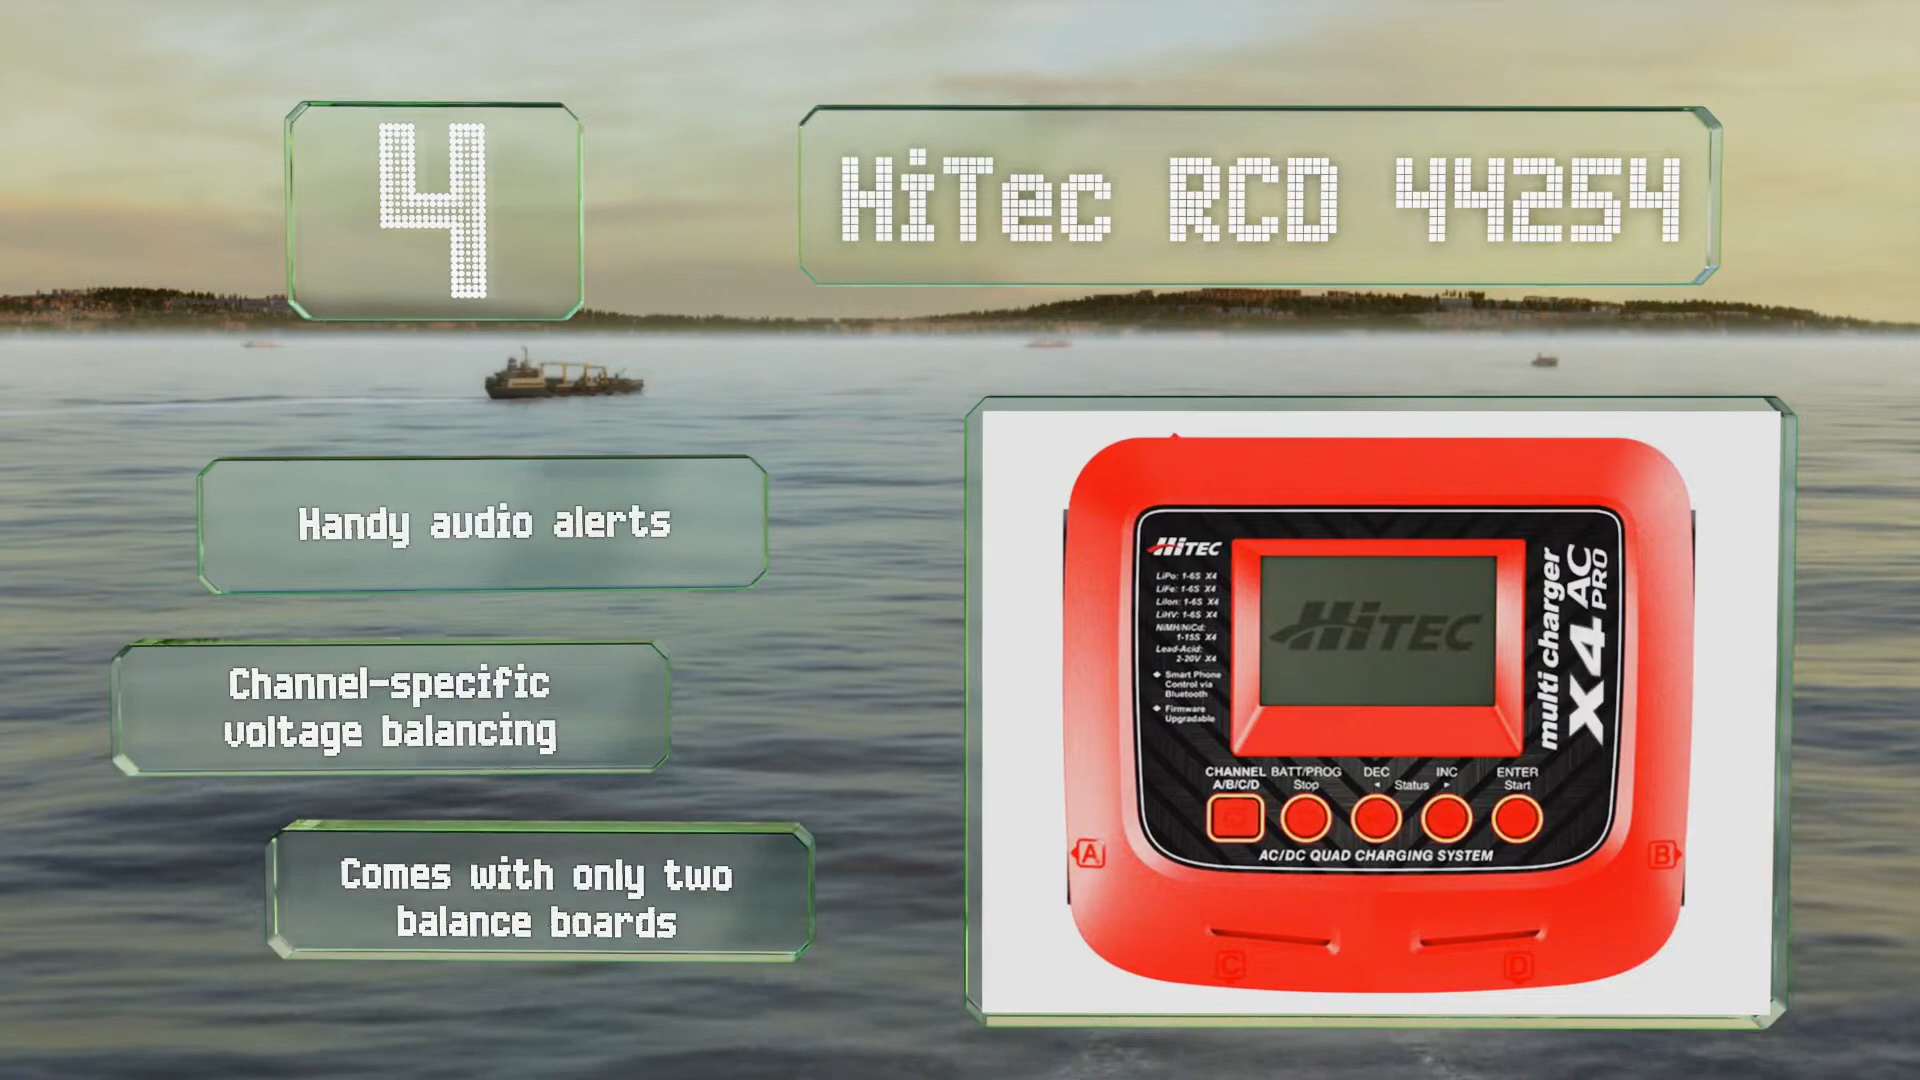 4
HiTec RCD 44254
Handy audio alerts
Channel-specific
voltage balancing
Comes with only two
balance boards
HiTEC
LiPo: 1-6S X4
LiFe: 1-6S X4
LiIon: 1-6S X4
LiHV: 1-6S X4
NiMH/NiCd:
1-15S X4
Lead-Acid:
2-20V X4
Smart Phone
Control via
Bluetooth
Firmware
Upgradable
HiTEC
multi charger
X4 AC
PRO
CHANNEL BATT/PROG DEC INC ENTER
A/B/C/D Stop ◄ Status ► Start
AC/DC QUAD CHARGING SYSTEM
A
B
C
D